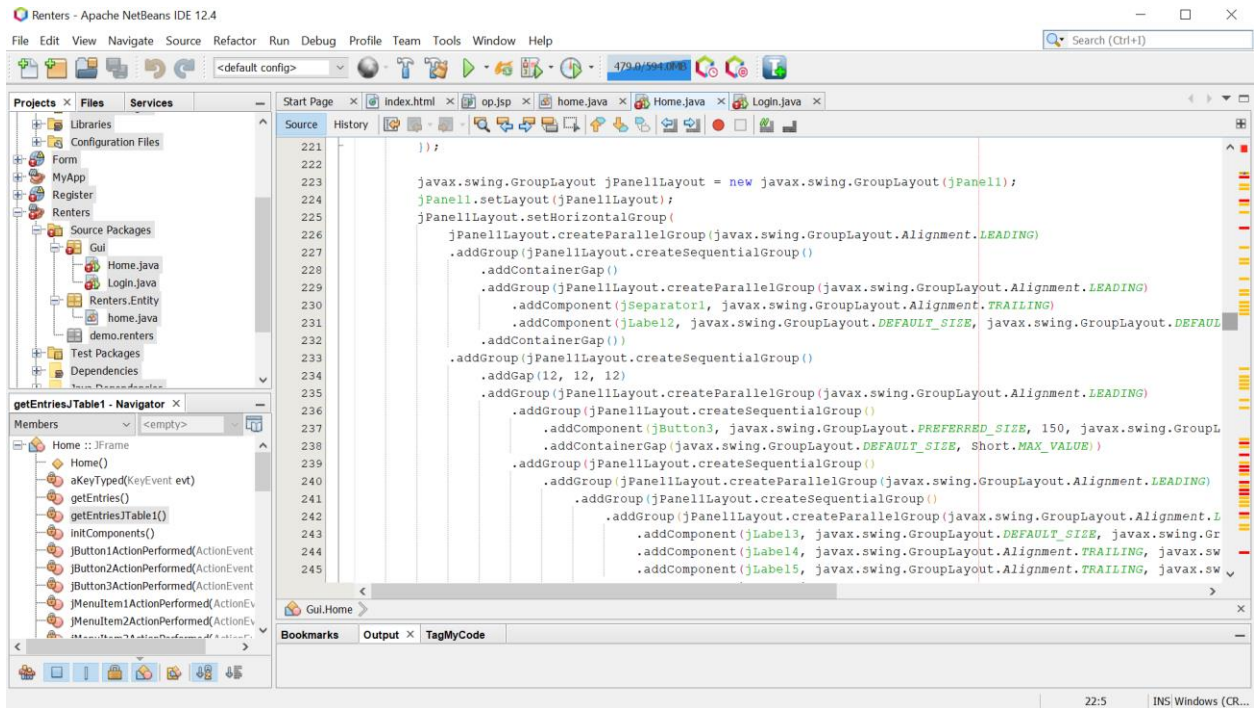 Renters - Apache NetBeans IDE 12.4
File Edit View Navigate Source Refactor Run Debug Profile Team Tools Window Help
Search (Ctrl+I)
<default config>
479.0/594.0MB
Projects Files Services
Libraries
Configuration Files
Form
MyApp
Register
Renters
Source Packages
Gui
Home.java
Login.java
Renters.Entity
home.java
demo.renters
Test Packages
Dependencies
Java Dependencies
getEntriesJTable1 - Navigator
Members <empty>
Home :: JFrame
Home()
aKeyTyped(KeyEvent evt)
getEntries()
getEntriesJTable1()
initComponents()
jButton1ActionPerformed(ActionEvent
jButton2ActionPerformed(ActionEvent
jButton3ActionPerformed(ActionEvent
jMenuItem1ActionPerformed(ActionEv
jMenuItem2ActionPerformed(ActionEv
Start Page index.html op.jsp home.java Home.java Login.java
Source History
221 });
222
223 javax.swing.GroupLayout jPanel1Layout = new javax.swing.GroupLayout(jPanel1);
224 jPanel1.setLayout(jPanel1Layout);
225 jPanel1Layout.setHorizontalGroup(
226 jPanel1Layout.createParallelGroup(javax.swing.GroupLayout.Alignment.LEADING)
227 .addGroup(jPanel1Layout.createSequentialGroup()
228 .addContainerGap()
229 .addGroup(jPanel1Layout.createParallelGroup(javax.swing.GroupLayout.Alignment.LEADING)
230 .addComponent(jSeparator1, javax.swing.GroupLayout.Alignment.TRAILING)
231 .addComponent(jLabel2, javax.swing.GroupLayout.DEFAULT_SIZE, javax.swing.GroupLayout.DEFAUL
232 .addContainerGap())
233 .addGroup(jPanel1Layout.createSequentialGroup()
234 .addGap(12, 12, 12)
235 .addGroup(jPanel1Layout.createParallelGroup(javax.swing.GroupLayout.Alignment.LEADING)
236 .addGroup(jPanel1Layout.createSequentialGroup()
237 .addComponent(jButton3, javax.swing.GroupLayout.PREFERRED_SIZE, 150, javax.swing.GroupL
238 .addContainerGap(javax.swing.GroupLayout.DEFAULT_SIZE, Short.MAX_VALUE))
239 .addGroup(jPanel1Layout.createSequentialGroup()
240 .addGroup(jPanel1Layout.createParallelGroup(javax.swing.GroupLayout.Alignment.LEADING)
241 .addGroup(jPanel1Layout.createSequentialGroup()
242 .addGroup(jPanel1Layout.createParallelGroup(javax.swing.GroupLayout.Alignment.L
243 .addComponent(jLabel3, javax.swing.GroupLayout.DEFAULT_SIZE, javax.swing.Gr
244 .addComponent(jLabel4, javax.swing.GroupLayout.Alignment.TRAILING, javax.sw
245 .addComponent(jLabel5, javax.swing.GroupLayout.Alignment.TRAILING, javax.sw
Gui.Home
Bookmarks Output TagMyCode
22:5 INS Windows (CR...